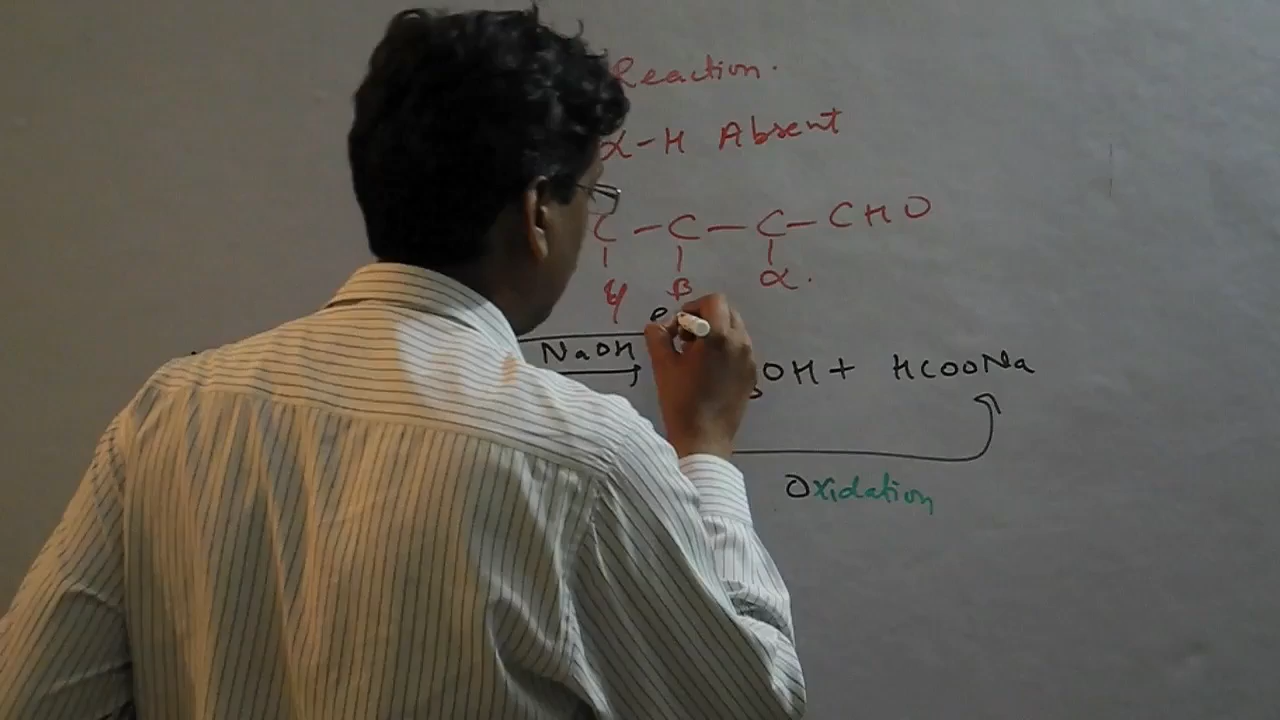 Reaction.
α-H Absent
C - C - C - CHO
γ β α.
NaOH
OH + HCOONa
Oxidation